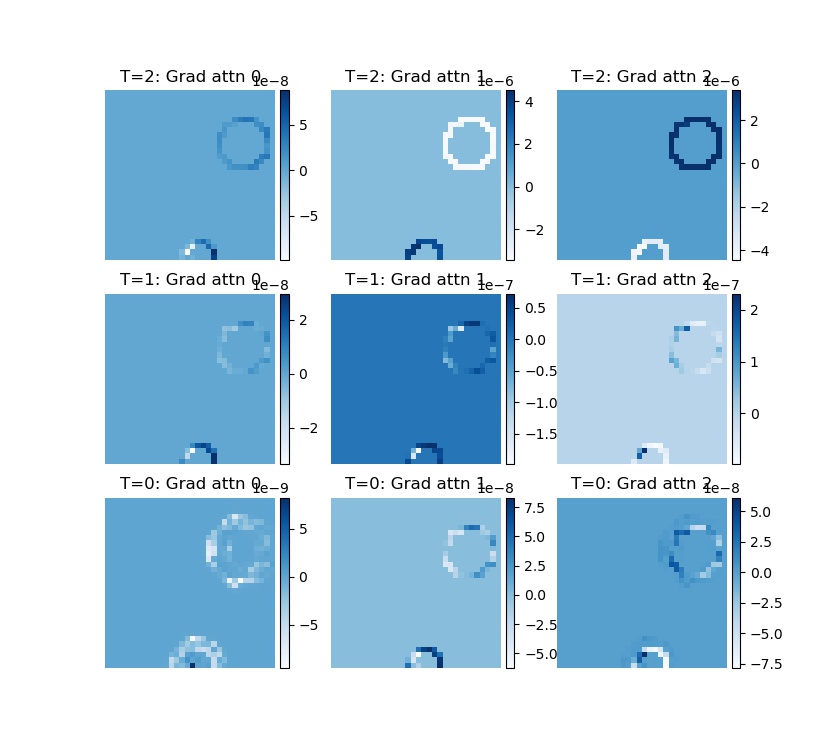 T=2: Grad attn 0
1e−8
T=2: Grad attn 1
1e−6
T=2: Grad attn 2
1e−6
5
0
−5
4
2
0
−2
2
0
−2
−4
T=1: Grad attn 0
1e−8
T=1: Grad attn 1
1e−7
T=1: Grad attn 2
1e−7
2
0
−2
0.5
0.0
−0.5
−1.0
−1.5
2
1
0
T=0: Grad attn 0
1e−9
T=0: Grad attn 1
1e−8
T=0: Grad attn 2
1e−8
5
0
−5
7.5
5.0
2.5
0.0
−2.5
−5.0
5.0
2.5
0.0
−2.5
−5.0
−7.5